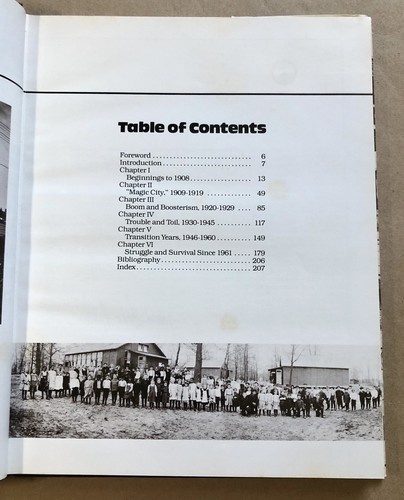 Table of Contents
Foreword . . . . . . . . . . . . . . . . . . . . . . . . . . . . 6
Introduction . . . . . . . . . . . . . . . . . . . . . . . . . 7
Chapter I
Beginnings to 1908 . . . . . . . . . . . . . . . . . 13
Chapter II
"Magic City," 1909-1919 . . . . . . . . . . . . 49
Chapter III
Boom and Boosterism, 1920-1929 . . . . 85
Chapter IV
Trouble and Toil, 1930-1945 . . . . . . . . . 117
Chapter V
Transition Years, 1946-1960 . . . . . . . . . 149
Chapter VI
Struggle and Survival Since 1961 . . . . . 179
Bibliography . . . . . . . . . . . . . . . . . . . . . . . 206
Index . . . . . . . . . . . . . . . . . . . . . . . . . . . . . 207